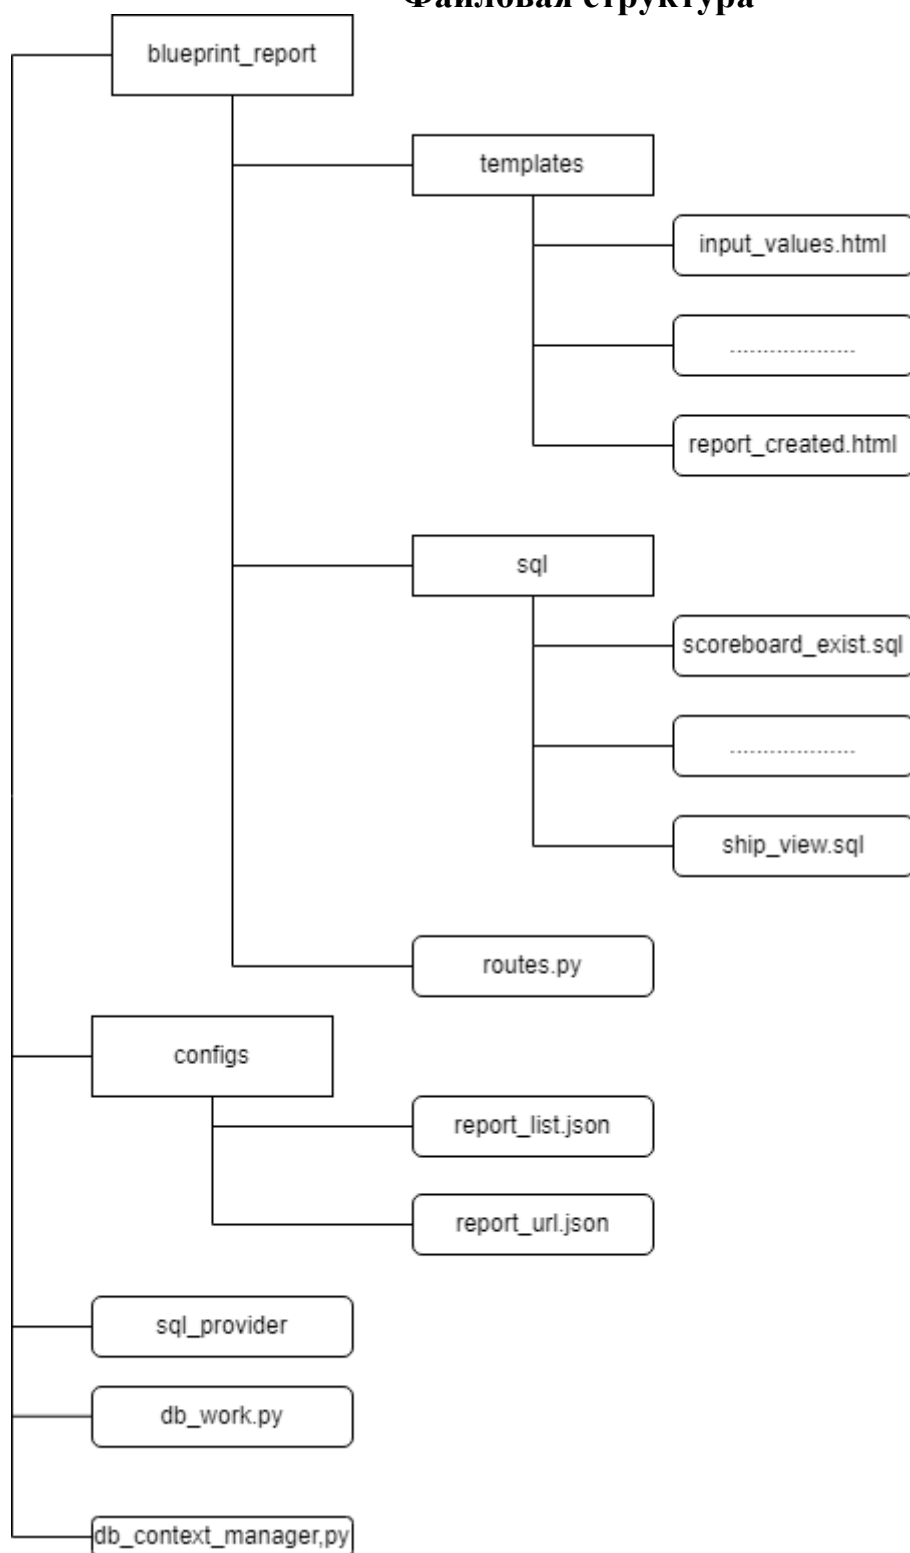 Файловая структура
blueprint_report
templates
input_values.html
...................
report_created.html
sql
scoreboard_exist.sql
...................
ship_view.sql
routes.py
configs
report_list.json
report_url.json
sql_provider
db_work.py
db_context_manager,py